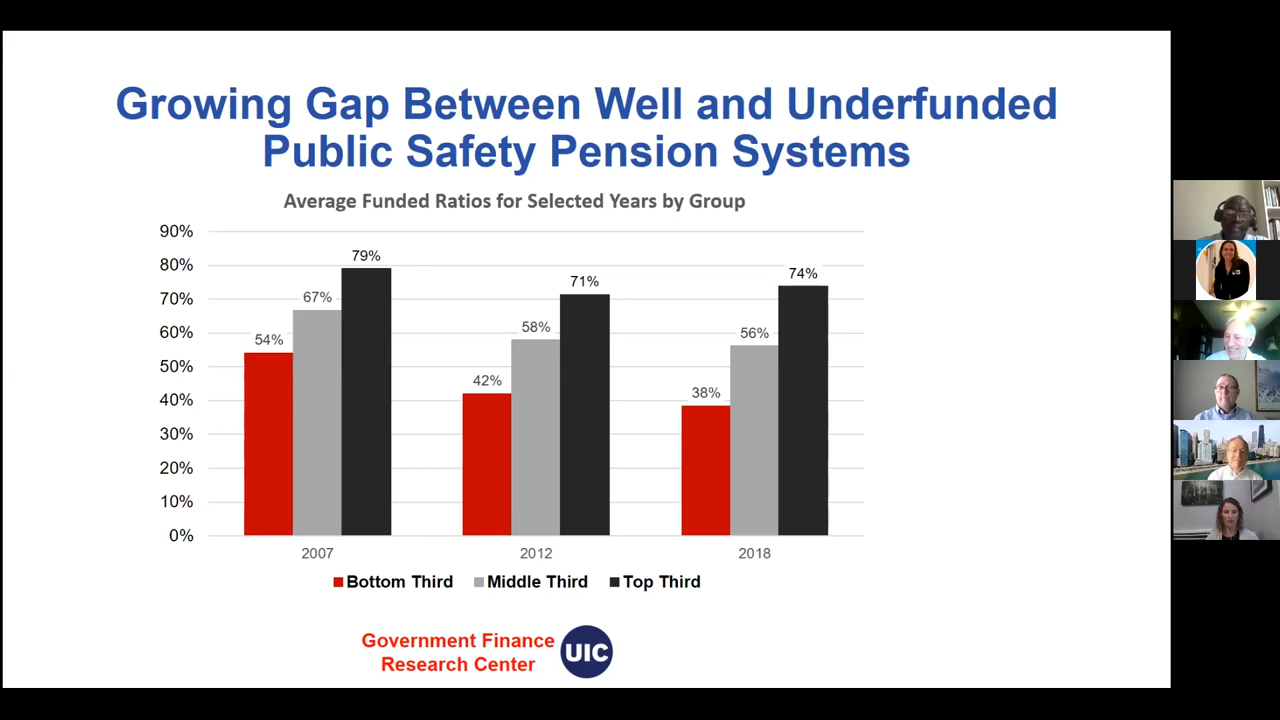 Growing Gap Between Well and Underfunded
Public Safety Pension Systems
Average Funded Ratios for Selected Years by Group
90%
80%
70%
60%
50%
40%
30%
20%
10%
0%
54%
67%
79%
42%
58%
71%
38%
56%
74%
2007
2012
2018
Bottom Third
Middle Third
Top Third
Government Finance
Research Center
UIC